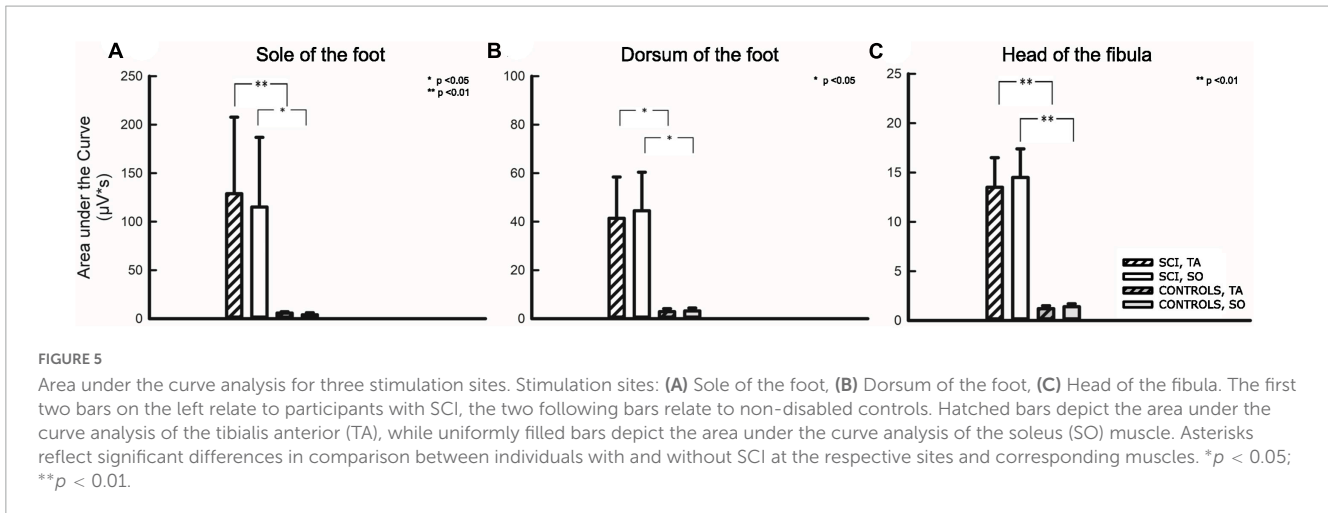 A
Sole of the foot
* p <0.05
** p <0.01
**
*
Area under the Curve
(µV*s)
250
200
150
100
50
0
B
Dorsum of the foot
* p <0.05
*
*
100
80
60
40
20
0
C
Head of the fibula
** p <0.01
**
**
25
20
15
10
5
0
SCI, TA
SCI, SO
CONTROLS, TA
CONTROLS, SO
FIGURE 5
Area under the curve analysis for three stimulation sites. Stimulation sites: (A) Sole of the foot, (B) Dorsum of the foot, (C) Head of the fibula. The first
two bars on the left relate to participants with SCI, the two following bars relate to non-disabled controls. Hatched bars depict the area under the
curve analysis of the tibialis anterior (TA), while uniformly filled bars depict the area under the curve analysis of the soleus (SO) muscle. Asterisks
reflect significant differences in comparison between individuals with and without SCI at the respective sites and corresponding muscles. *p < 0.05;
**p < 0.01.